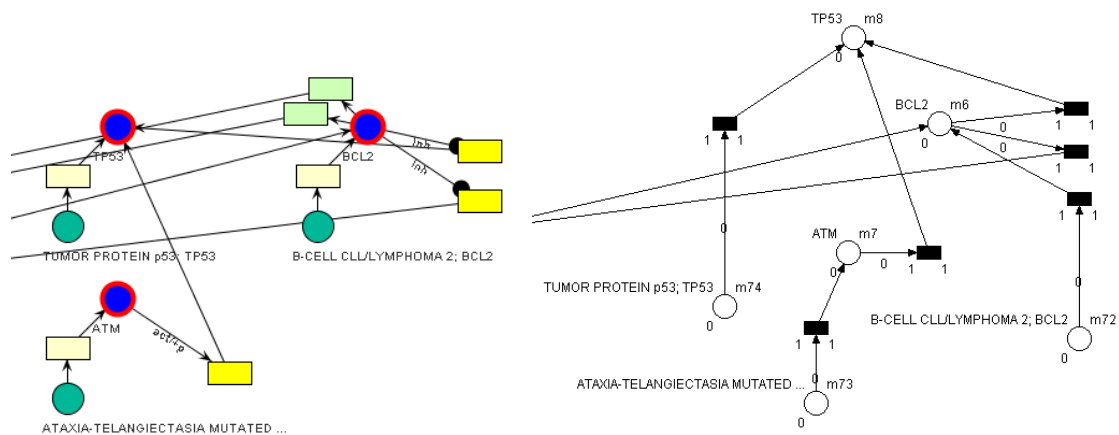 TP53
BCL2
Inh
Inh
TUMOR PROTEIN p53; TP53
B-CELL CLL/LYMPHOMA 2; BCL2
ATM
act/+p
ATAXIA-TELANGIECTASIA MUTATED ...
TP53 m8
0
BCL2 m6
0
0
0
1 1
1 1
1 1
1 1
0
0
ATM m7
0
0
1 1
TUMOR PROTEIN p53; TP53 m74
0
B-CELL CLL/LYMPHOMA 2; BCL2 m72
0
1 1
0
ATAXIA-TELANGIECTASIA MUTATED ... m73
0